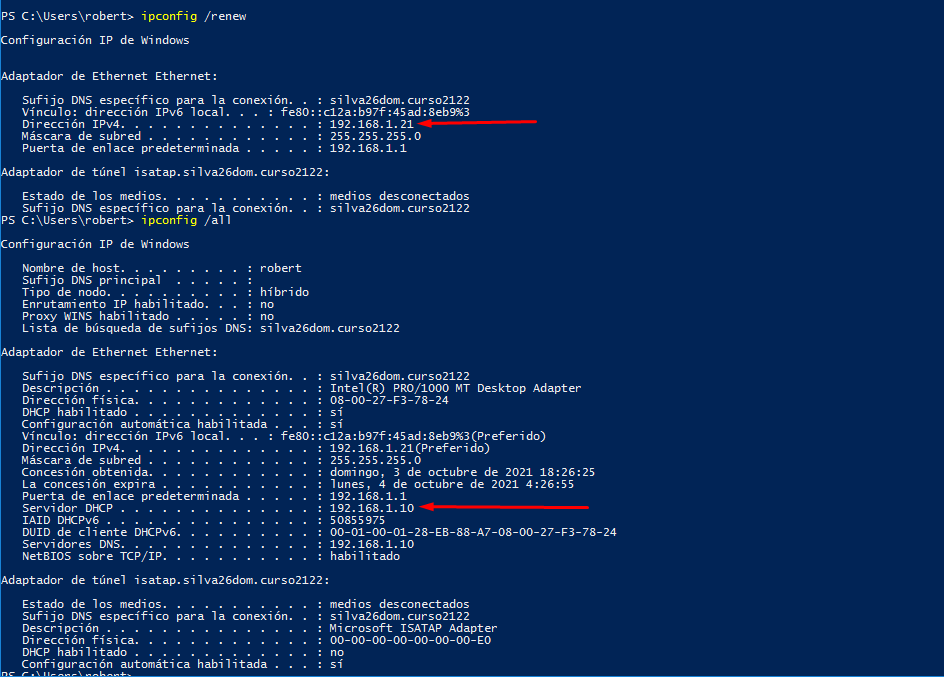 PS C:\Users\robert> ipconfig /renew
Configuración IP de Windows
Adaptador de Ethernet Ethernet:
Sufijo DNS específico para la conexión. . : silva26dom.curso2122
Vínculo: dirección IPv6 local. . . : fe80::c12a:b97f:45ad:8eb9%3
Dirección IPv4. . . . . . . . . . . . . . : 192.168.1.21
Máscara de subred . . . . . . . . . . . . : 255.255.255.0
Puerta de enlace predeterminada . . . . . : 192.168.1.1
Adaptador de túnel isatap.silva26dom.curso2122:
Estado de los medios. . . . . . . . . . . : medios desconectados
Sufijo DNS específico para la conexión. . : silva26dom.curso2122
PS C:\Users\robert> ipconfig /all
Configuración IP de Windows
Nombre de host. . . . . . . . . : robert
Sufijo DNS principal  . . . . . :
Tipo de nodo. . . . . . . . . . : híbrido
Enrutamiento IP habilitado. . . : no
Proxy WINS habilitado . . . . . : no
Lista de búsqueda de sufijos DNS: silva26dom.curso2122
Adaptador de Ethernet Ethernet:
Sufijo DNS específico para la conexión. . : silva26dom.curso2122
Descripción . . . . . . . . . . . . . . . : Intel(R) PRO/1000 MT Desktop Adapter
Dirección física. . . . . . . . . . . . . : 08-00-27-F3-78-24
DHCP habilitado . . . . . . . . . . . . . : sí
Configuración automática habilitada . . . : sí
Vínculo: dirección IPv6 local. . . : fe80::c12a:b97f:45ad:8eb9%3(Preferido)
Dirección IPv4. . . . . . . . . . . . . . : 192.168.1.21(Preferido)
Máscara de subred . . . . . . . . . . . . : 255.255.255.0
Concesión obtenida. . . . . . . . . . . . : domingo, 3 de octubre de 2021 18:26:25
La concesión expira . . . . . . . . . . . : lunes, 4 de octubre de 2021 4:26:55
Puerta de enlace predeterminada . . . . . : 192.168.1.1
Servidor DHCP . . . . . . . . . . . . . . : 192.168.1.10
IAID DHCPv6 . . . . . . . . . . . . . . . : 50855975
DUID de cliente DHCPv6. . . . . . . . . . : 00-01-00-01-28-EB-88-A7-08-00-27-F3-78-24
Servidores DNS. . . . . . . . . . . . . . : 192.168.1.10
NetBIOS sobre TCP/IP. . . . . . . . . . . : habilitado
Adaptador de túnel isatap.silva26dom.curso2122:
Estado de los medios. . . . . . . . . . . : medios desconectados
Sufijo DNS específico para la conexión. . : silva26dom.curso2122
Descripción . . . . . . . . . . . . . . . : Microsoft ISATAP Adapter
Dirección física. . . . . . . . . . . . . : 00-00-00-00-00-00-00-E0
DHCP habilitado . . . . . . . . . . . . . : no
Configuración automática habilitada . . . : sí
PS C:\Users\robert>